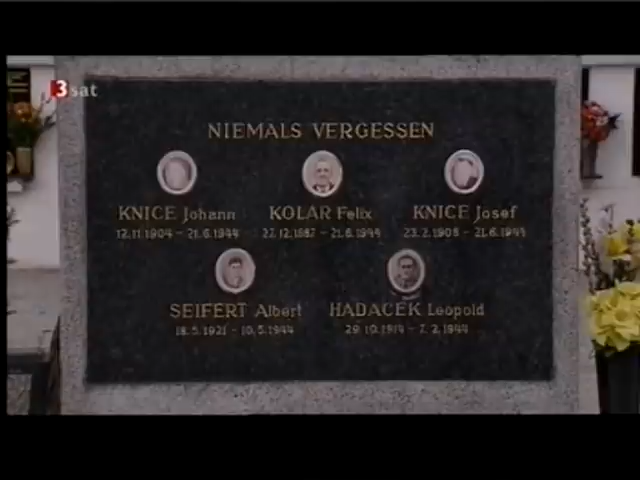 3sat
NIEMALS VERGESSEN
KNICE Johann KOLAR Felix KNICE Josef
12.11.1904 - 21.6.1944 27.12.1887 - 21.6.1944 23.2.1908 - 21.6.1944
SEIFERT Albert HADACEK Leopold
18.5.1921 - 10.5.1944 29.10.1914 - 7.2.1944